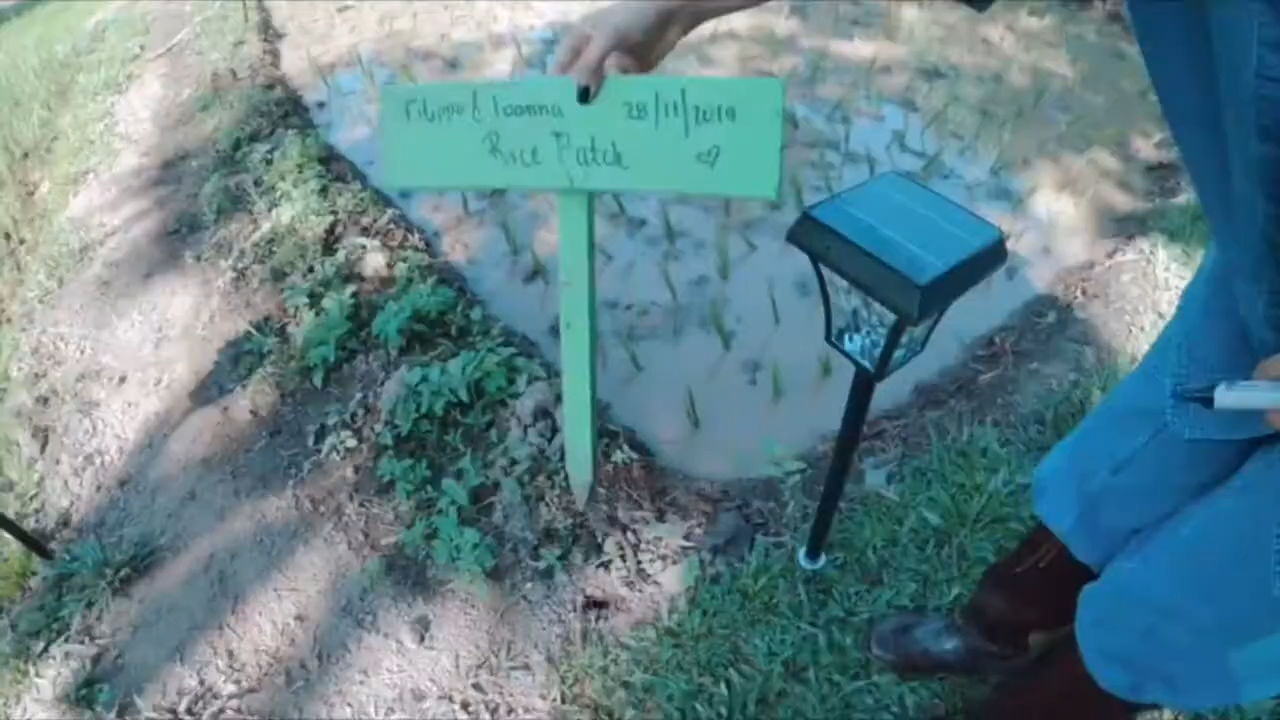 Filippo & Ioanna 28/11/2019
Rice Patch ♡